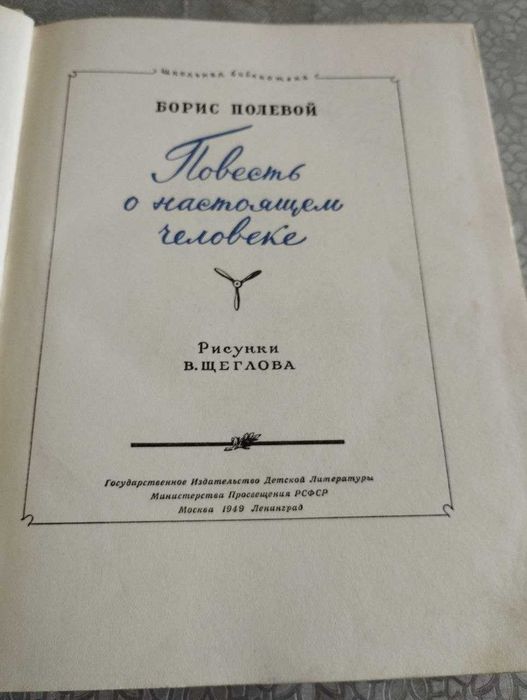 Школьная библиотека
БОРИС ПОЛЕВОЙ
Повесть
о настоящем
человеке
Рисунки
В. ЩЕГЛОВА
Государственное Издательство Детской Литературы
Министерства Просвещения РСФСР
Москва 1949 Ленинград